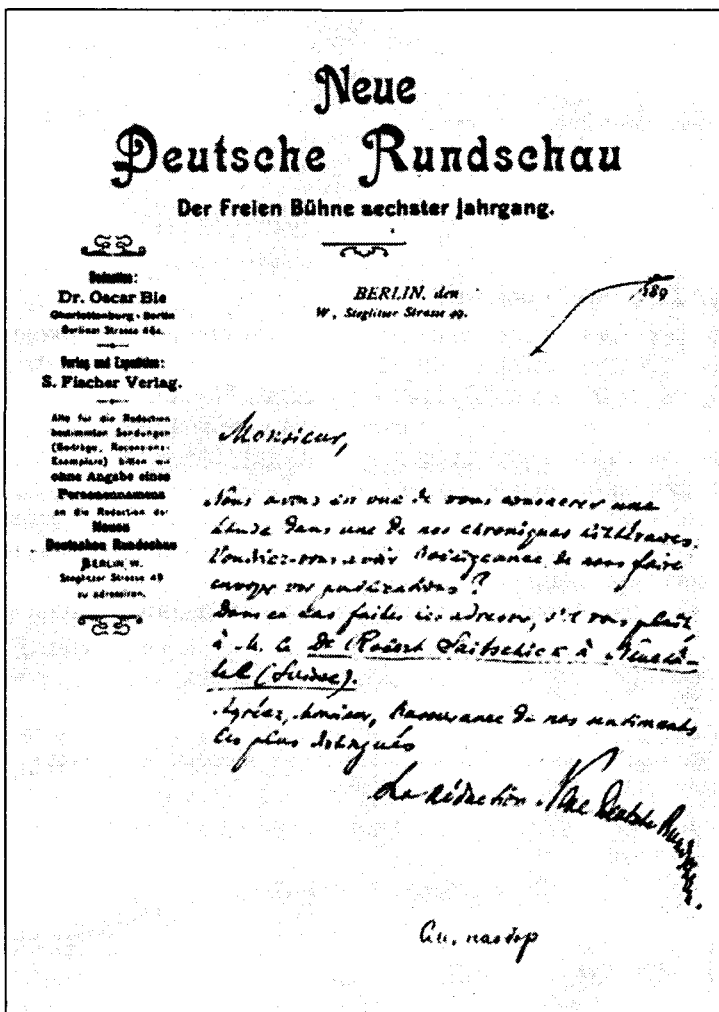 Neue
Deutsche Rundschau
Der Freien Bühne sechster Jahrgang.
Redaction:
Dr. Oscar Bie
Charlottenburg-Berlin
Berliner Strasse
Verlag und Expedition:
S. Fischer Verlag.
Alle für die Redaction
bestimmten Sendungen
(Beiträge, Recensions-
Exemplare) bitten wir
ohne Angabe eines
Personennamens
an die Redaction der
Neuen
Deutschen Rundschau
BERLIN W.
Steglitzer Strasse 49
zu adressiren.
BERLIN, den
W., Steglitzer Strasse 49.
189
Monsieur,
Nous avons en vue de vous consacrer une
étude dans une de nos chroniques littéraires.
Voudriez-vous avoir l'obligeance de nous faire
envoyer vos publications ?
Dans ce cas faites les adresser, s'il vous plaît,
à M. le Dr Robert Saitschick à Neuchâ-
tel (Suisse).
Agréez, Monsieur, l'assurance de nos sentiments
les plus distingués
La rédaction Neue Deutsche Rundschau.